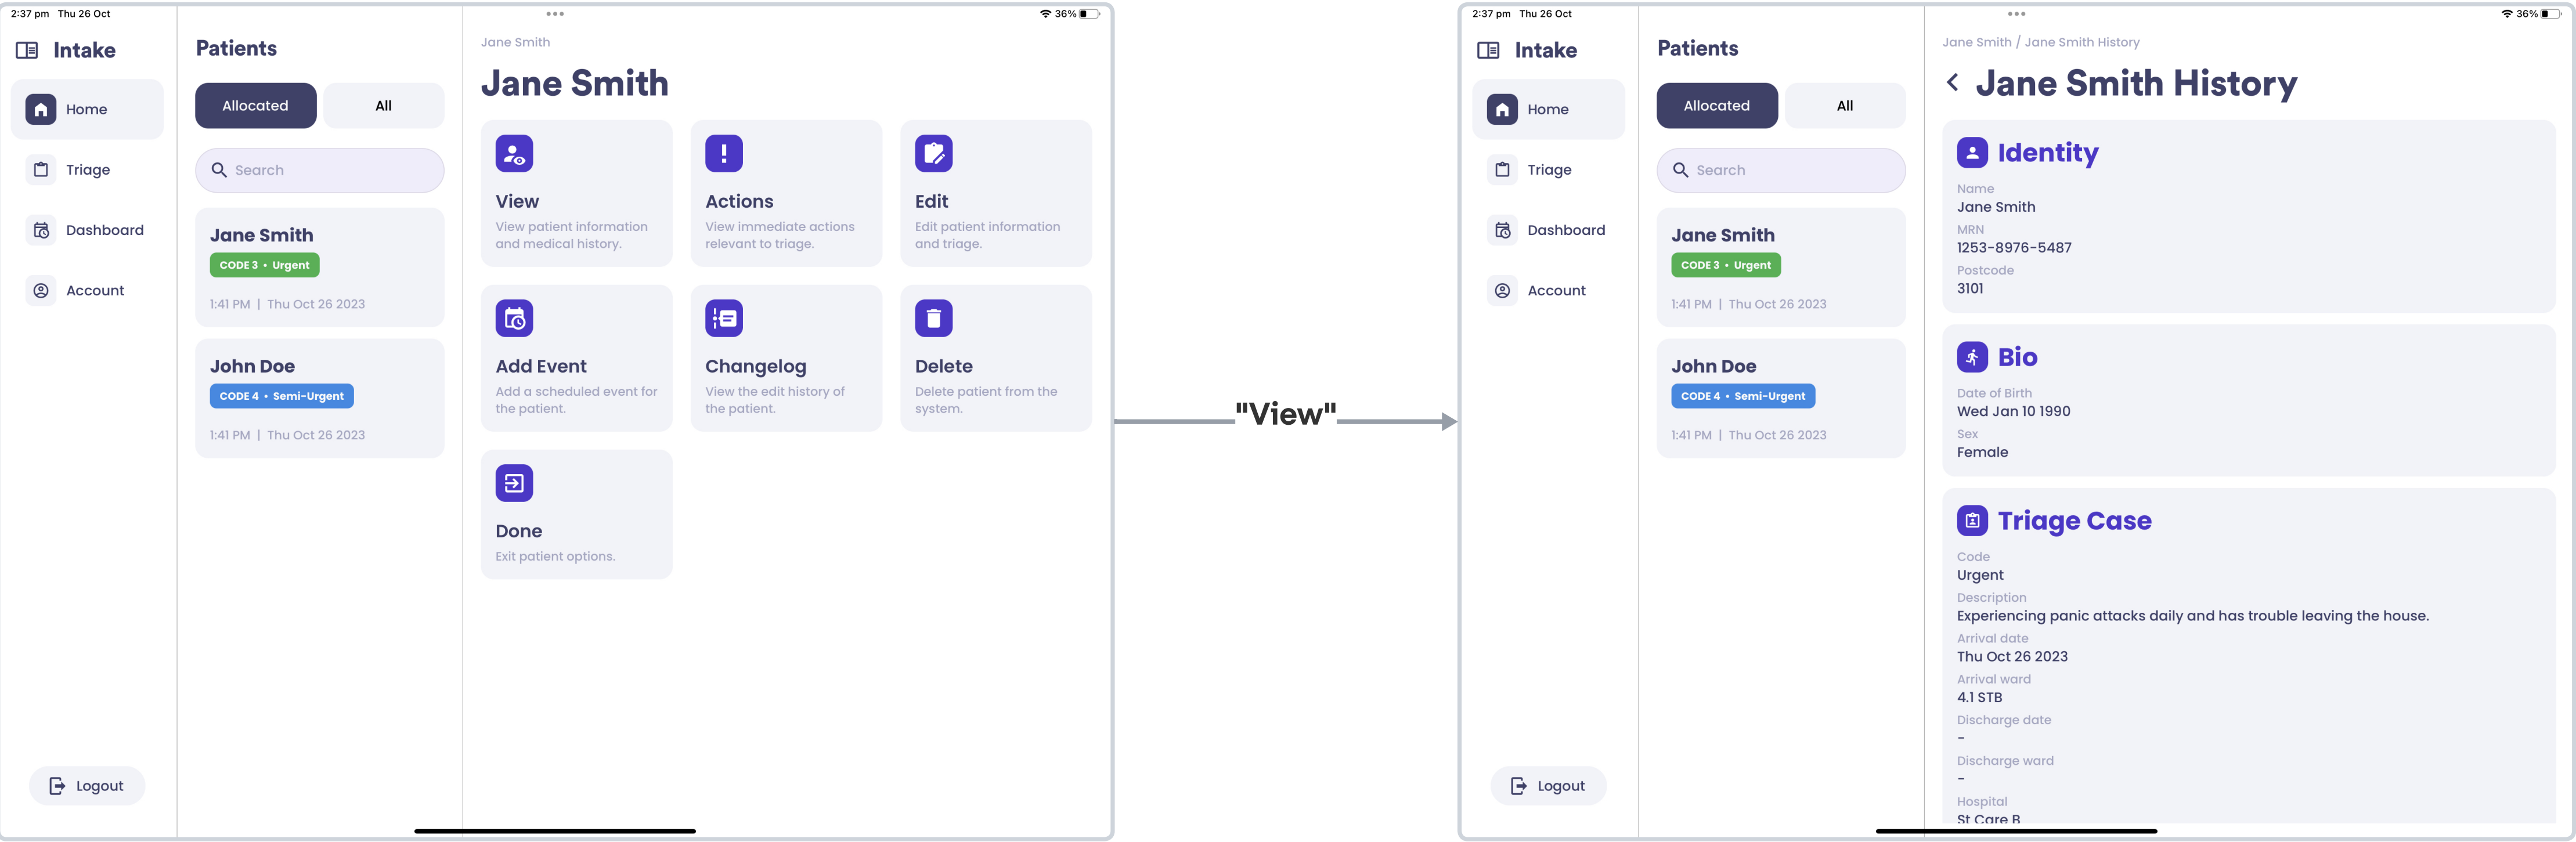 2:37 pm Thu 26 Oct
36%
Intake
Home
Triage
Dashboard
Account
Logout
Patients
Allocated
All
Search
Jane Smith
CODE 3 • Urgent
1:41 PM | Thu Oct 26 2023
John Doe
CODE 4 • Semi-Urgent
1:41 PM | Thu Oct 26 2023
Jane Smith
Jane Smith
View
View patient information
and medical history.
Actions
View immediate actions
relevant to triage.
Edit
Edit patient information
and triage.
Add Event
Add a scheduled event for
the patient.
Changelog
View the edit history of
the patient.
Delete
Delete patient from the
system.
Done
Exit patient options.
"View"
2:37 pm Thu 26 Oct
36%
Intake
Home
Triage
Dashboard
Account
Logout
Patients
Allocated
All
Search
Jane Smith
CODE 3 • Urgent
1:41 PM | Thu Oct 26 2023
John Doe
CODE 4 • Semi-Urgent
1:41 PM | Thu Oct 26 2023
Jane Smith / Jane Smith History
Jane Smith History
Identity
Name
Jane Smith
MRN
1253-8976-5487
Postcode
3101
Bio
Date of Birth
Wed Jan 10 1990
Sex
Female
Triage Case
Code
Urgent
Description
Experiencing panic attacks daily and has trouble leaving the house.
Arrival date
Thu Oct 26 2023
Arrival ward
4.1 STB
Discharge date
-
Discharge ward
-
Hospital
St Care B